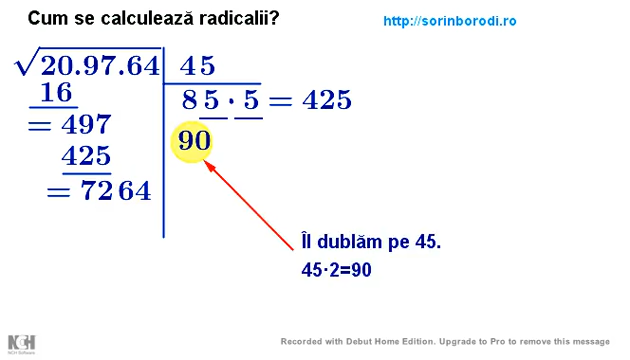 Cum se calculează radicalii?
http://sorinborodi.ro
√20.97.64 45
16
85·5=425
=497
90
425
=7264
Îl dublăm pe 45.
45·2=90
NCH
NCH Software
Recorded with Debut Home Edition. Upgrade to Pro to remove this message